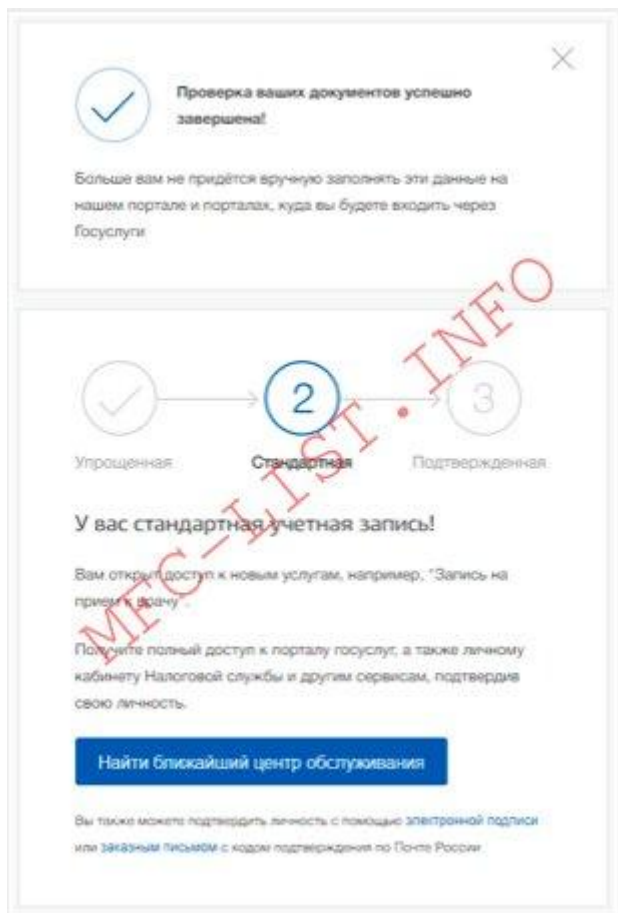 Проверка ваших документов успешно
завершена!
Больше вам не придётся вручную заполнять эти данные на
нашем портале и порталах, куда вы будете входить через
Госуслуги
2
3
Упрощенная
Стандартная
Подтвержденная
У вас стандартная учетная запись!
Вам открыт доступ к новым услугам, например, "Запись на
прием к врачу".
Получите полный доступ к порталу госуслуг, а также личному
кабинету Налоговой службы и другим сервисам, подтвердив
свою личность.
Найти ближайший центр обслуживания
Вы также можете подтвердить личность с помощью электронной подписи
или заказным письмом с кодом подтверждения по Почте России
MFC-LIST.INFO